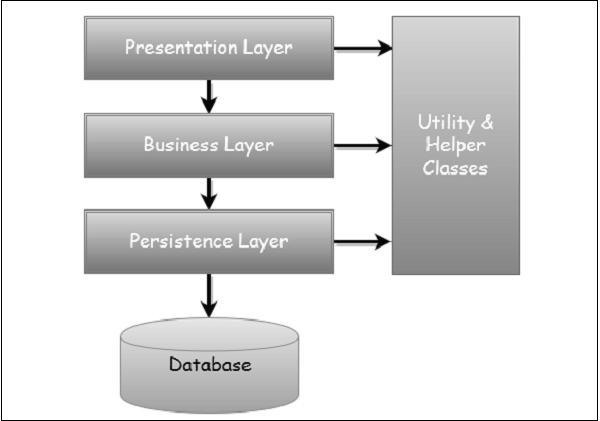 Presentation Layer
Business Layer
Utility &
Helper
Classes
Persistence Layer
Database